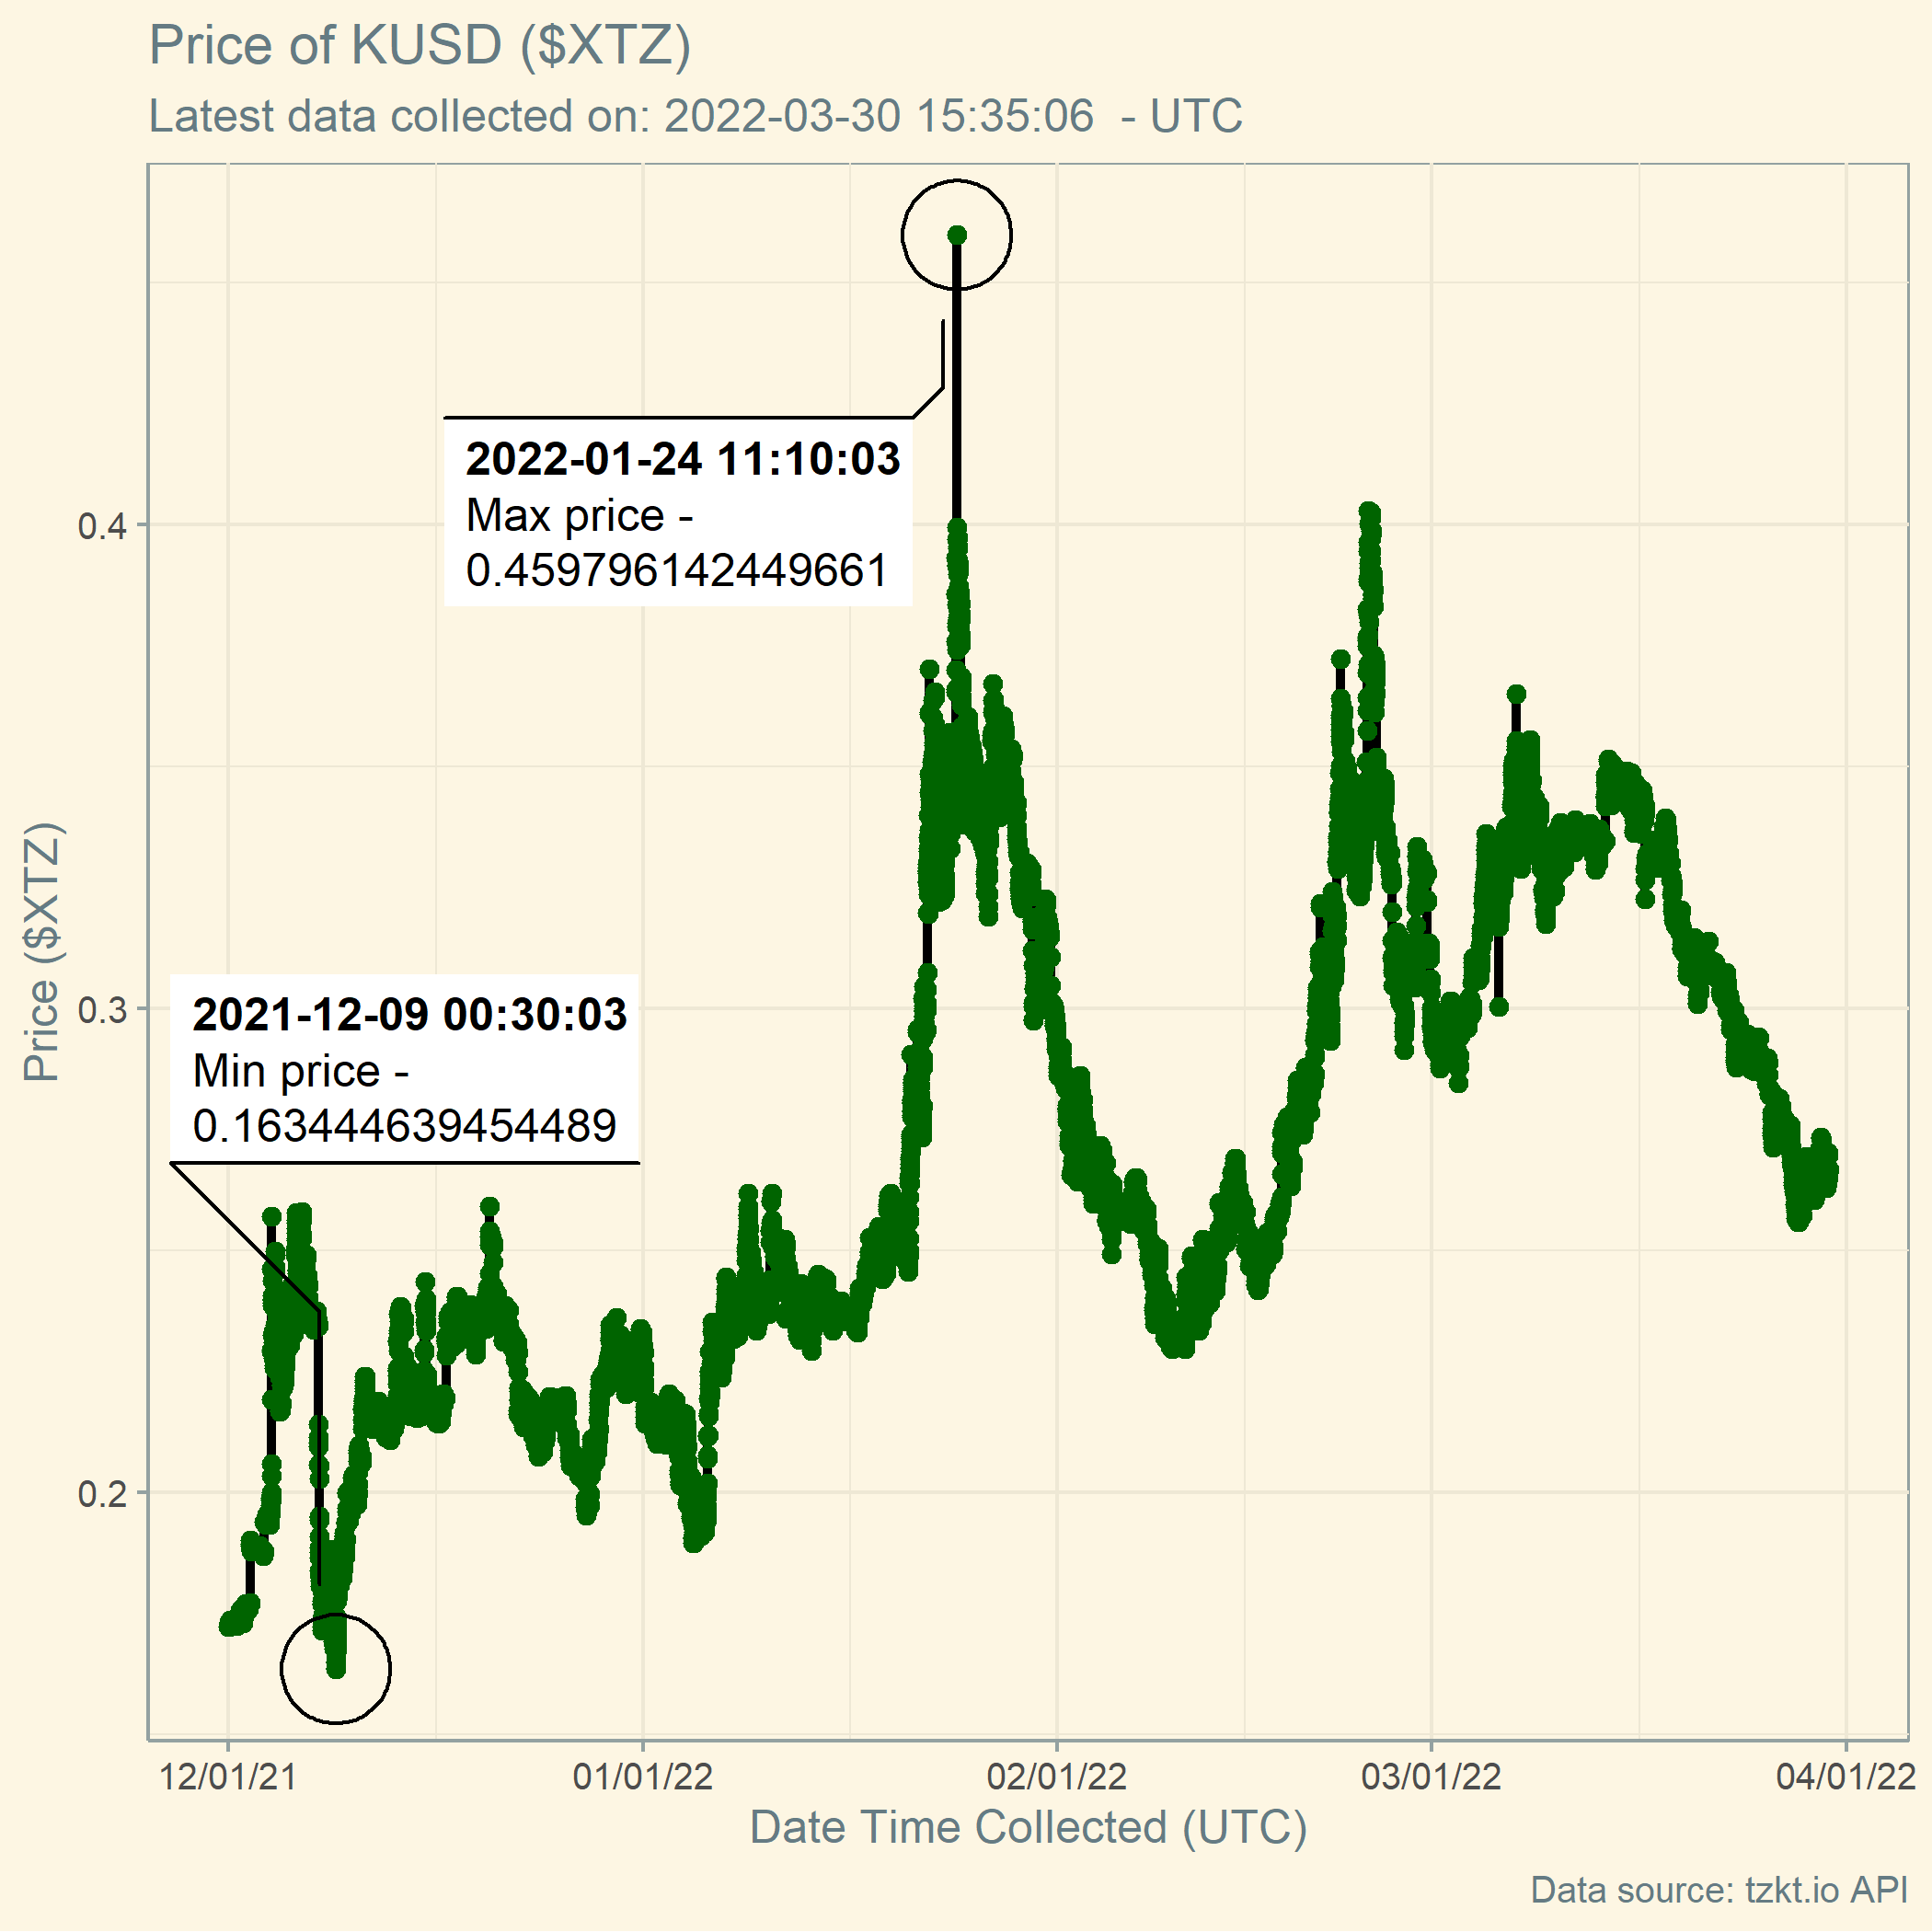 Price of KUSD ($XTZ)
Latest data collected on: 2022-03-30 15:35:06  - UTC
2022-01-24 11:10:03
Max price -
0.459796142449661
0.4
2021-12-09 00:30:03
Min price -
0.163444639454489
0.3
0.2
Price ($XTZ)
12/01/21 01/01/22 02/01/22 03/01/22 04/01/22
Date Time Collected (UTC)
Data source: tzkt.io API